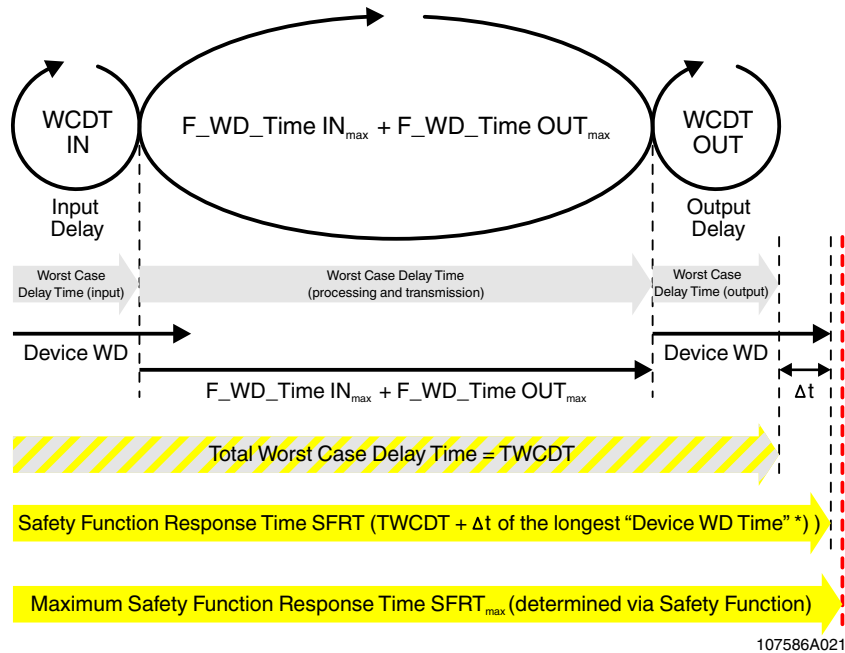 WCDT
IN
F_WD_Time INmax + F_WD_Time OUTmax
WCDT
OUT
Input
Delay
Output
Delay
Worst Case
Delay Time (input)
Worst Case Delay Time
(processing and transmission)
Worst Case
Delay Time (output)
Device WD
Device WD
F_WD_Time INmax + F_WD_Time OUTmax
Δt
Total Worst Case Delay Time = TWCDT
Safety Function Response Time SFRT (TWCDT + Δt of the longest “Device WD Time” *) )
Maximum Safety Function Response Time SFRTmax (determined via Safety Function)
107586A021